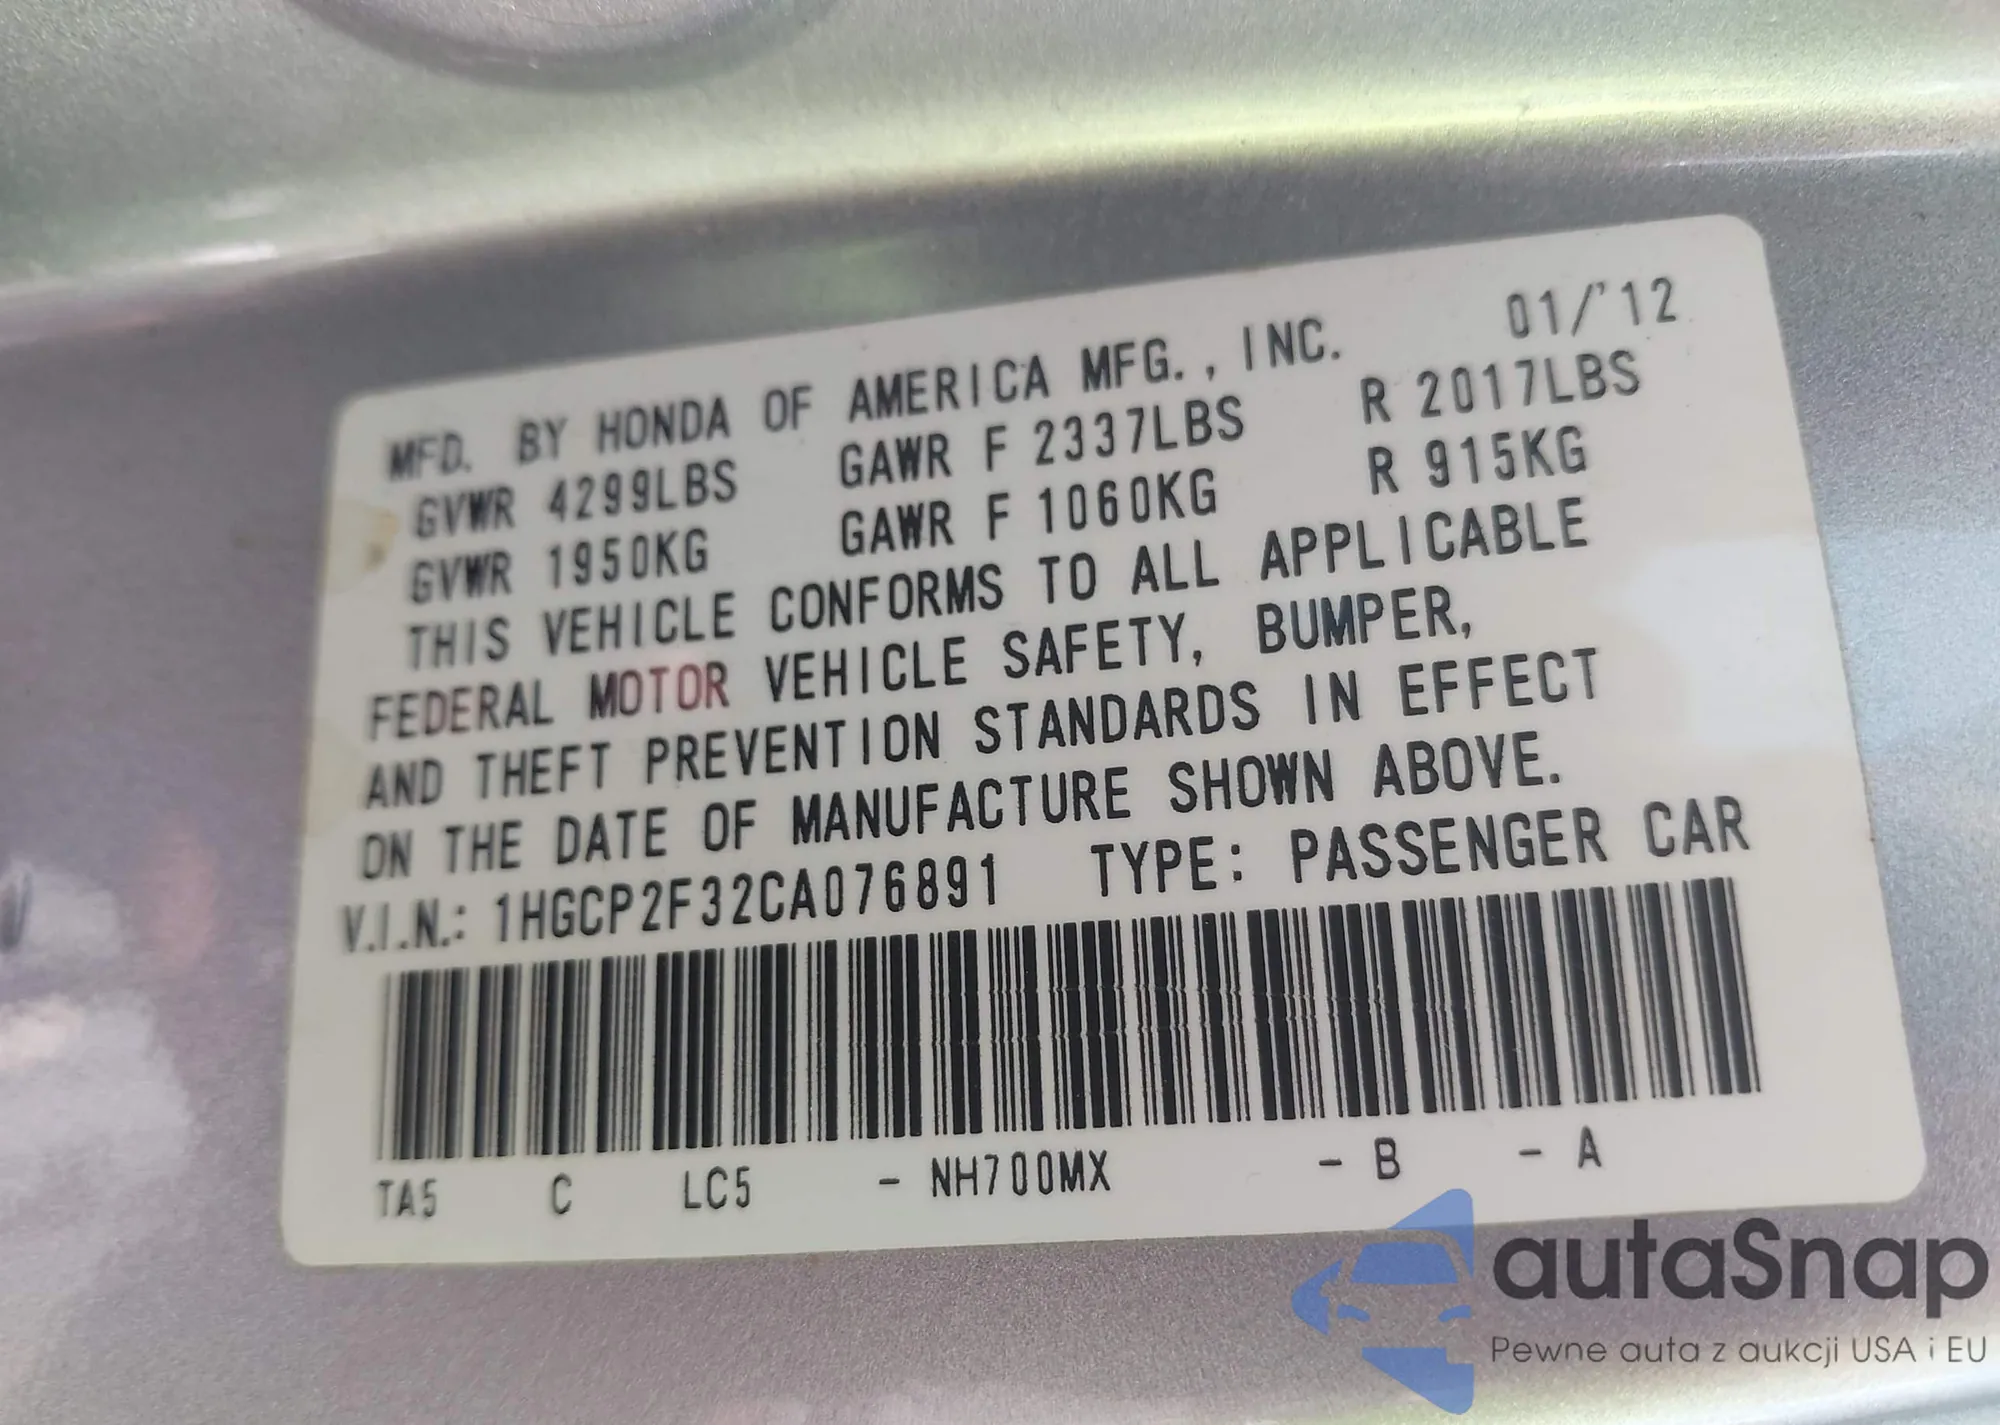 01/'12
MFD. BY HONDA OF AMERICA MFG., INC.
GVWR 4299LBS GAWR F 2337LBS R 2017LBS
GVWR 1950KG GAWR F 1060KG R 915KG
THIS VEHICLE CONFORMS TO ALL APPLICABLE
FEDERAL MOTOR VEHICLE SAFETY, BUMPER,
AND THEFT PREVENTION STANDARDS IN EFFECT
ON THE DATE OF MANUFACTURE SHOWN ABOVE.
V.I.N.: 1HGCP2F32CA076891 TYPE: PASSENGER CAR
TA5 C LC5 - NH700MX - B - A
autaSnap
Pewne auta z aukcji USA i EU